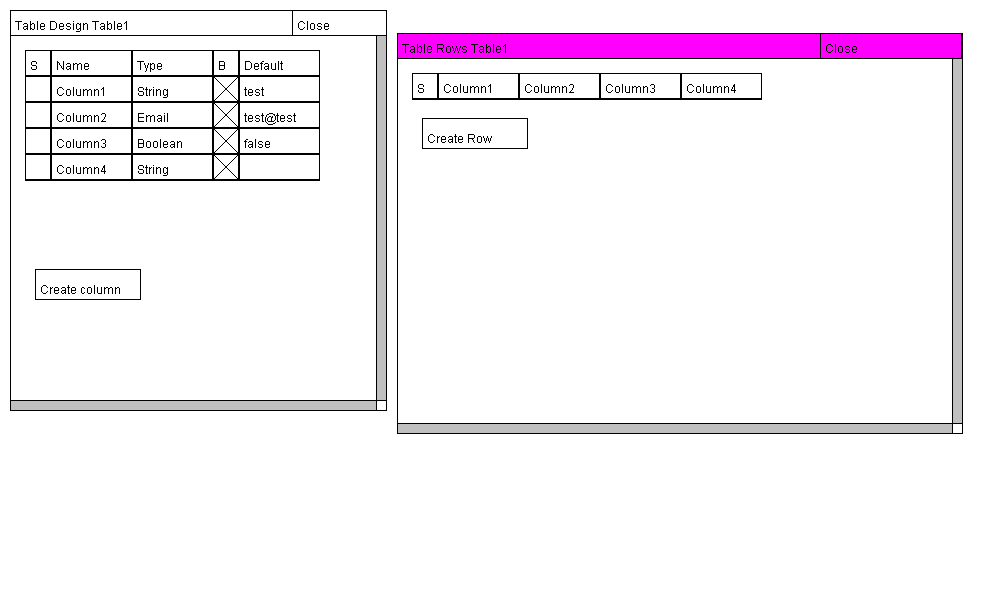 Table Design Table1 Close
S Name Type B Default
Column1 String test
Column2 Email test@test
Column3 Boolean false
Column4 String
Create column
Table Rows Table1 Close
S Column1 Column2 Column3 Column4
Create Row